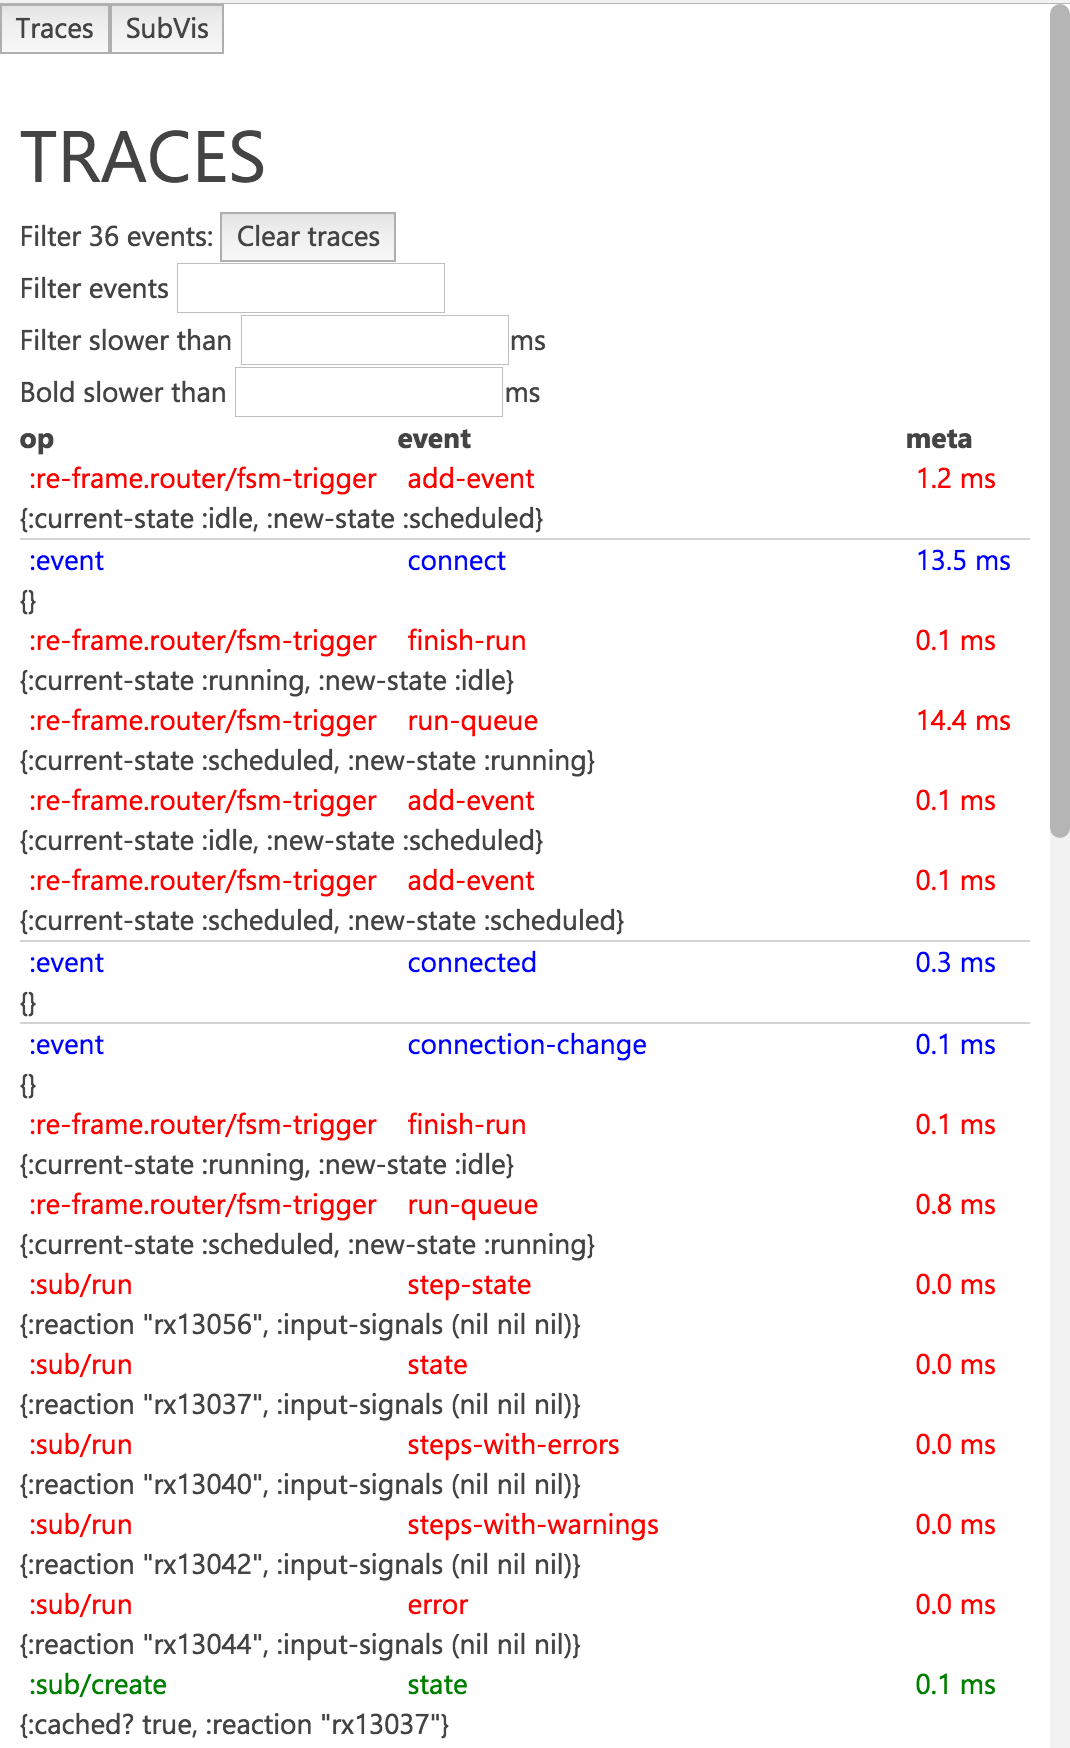 Traces SubVis
TRACES
Filter 36 events: Clear traces
Filter events
Filter slower than ms
Bold slower than ms
op event meta
:re-frame.router/fsm-trigger add-event 1.2 ms
{:current-state :idle, :new-state :scheduled}
:event connect 13.5 ms
{}
:re-frame.router/fsm-trigger finish-run 0.1 ms
{:current-state :running, :new-state :idle}
:re-frame.router/fsm-trigger run-queue 14.4 ms
{:current-state :scheduled, :new-state :running}
:re-frame.router/fsm-trigger add-event 0.1 ms
{:current-state :idle, :new-state :scheduled}
:re-frame.router/fsm-trigger add-event 0.1 ms
{:current-state :scheduled, :new-state :scheduled}
:event connected 0.3 ms
{}
:event connection-change 0.1 ms
{}
:re-frame.router/fsm-trigger finish-run 0.1 ms
{:current-state :running, :new-state :idle}
:re-frame.router/fsm-trigger run-queue 0.8 ms
{:current-state :scheduled, :new-state :running}
:sub/run step-state 0.0 ms
{:reaction "rx13056", :input-signals (nil nil nil)}
:sub/run state 0.0 ms
{:reaction "rx13037", :input-signals (nil nil nil)}
:sub/run steps-with-errors 0.0 ms
{:reaction "rx13040", :input-signals (nil nil nil)}
:sub/run steps-with-warnings 0.0 ms
{:reaction "rx13042", :input-signals (nil nil nil)}
:sub/run error 0.0 ms
{:reaction "rx13044", :input-signals (nil nil nil)}
:sub/create state 0.1 ms
{:cached? true, :reaction "rx13037"}